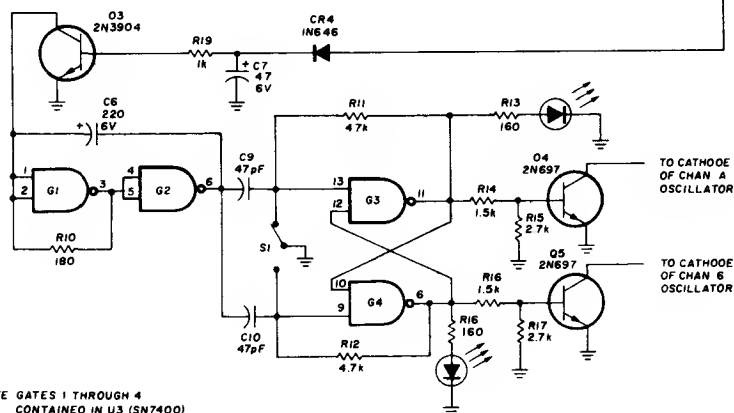 Q3
2N3904
R19
1k
CR4
1N646
+
C7
47
6V
C6
220
6V
+
R11
47k
R13
160
1
2
G1
3
4
5
G2
6
C9
47pF
13
12
G3
11
R14
1.5k
R15
2.7k
Q4
2N697
TO CATHODE
OF CHAN A
OSCILLATOR
R10
180
S1
10
9
G4
6
R16
1.5k
Q5
2N697
TO CATHODE
OF CHAN 6
OSCILLATOR
R16
160
R17
2.7k
C10
47pF
R12
4.7k
TE GATES 1 THROUGH 4
CONTAINED IN U3 (SN7400)